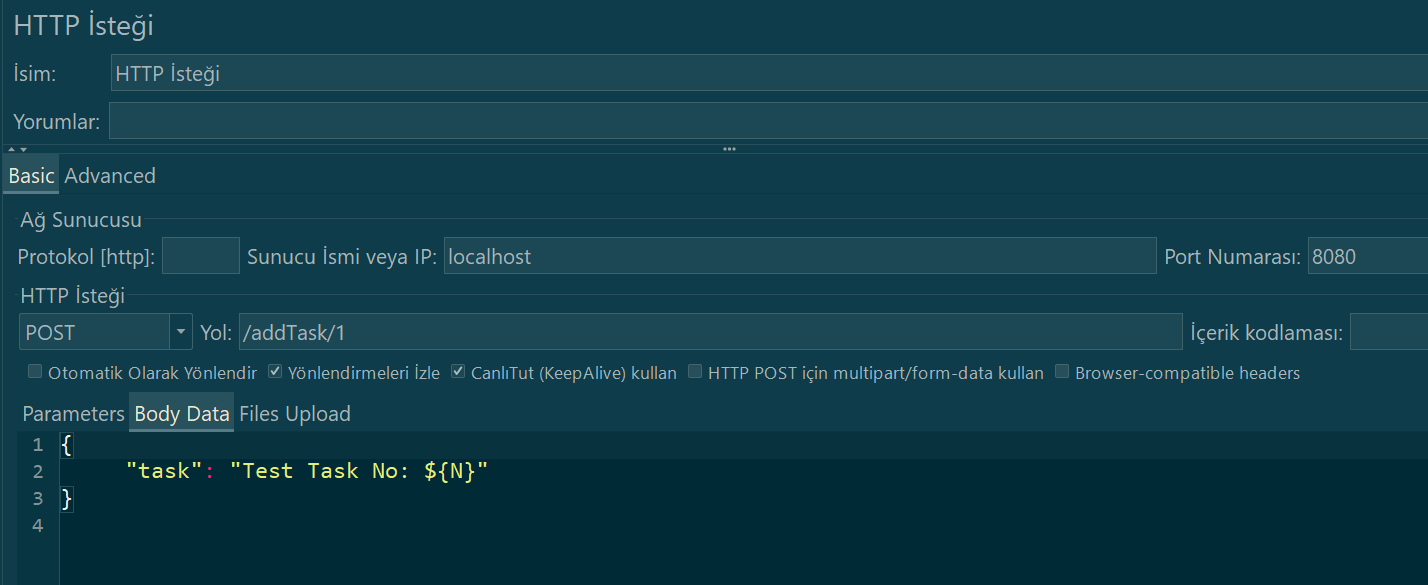 HTTP İsteği
İsim: HTTP İsteği
Yorumlar:
Basic Advanced
Ağ Sunucusu
Protokol [http]: Sunucu İsmi veya IP: localhost Port Numarası: 8080
HTTP İsteği
POST Yol: /addTask/1 İçerik kodlaması:
Otomatik Olarak Yönlendir Yönlendirmeleri İzle CanlıTut (KeepAlive) kullan HTTP POST için multipart/form-data kullan Browser-compatible headers
Parameters Body Data Files Upload
1 {
2 "task": "Test Task No: ${N}"
3 }
4